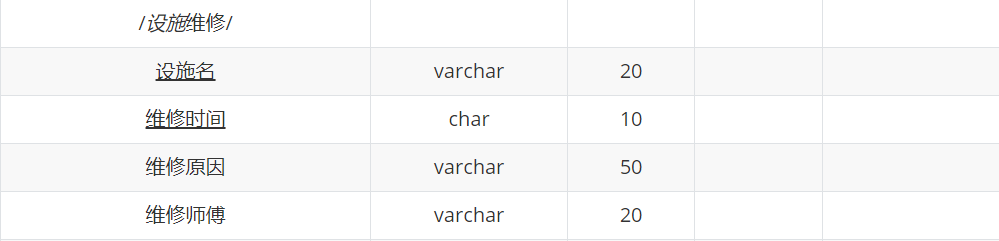 /设施维修/
设施名 varchar 20
维修时间 char 10
维修原因 varchar 50
维修师傅 varchar 20